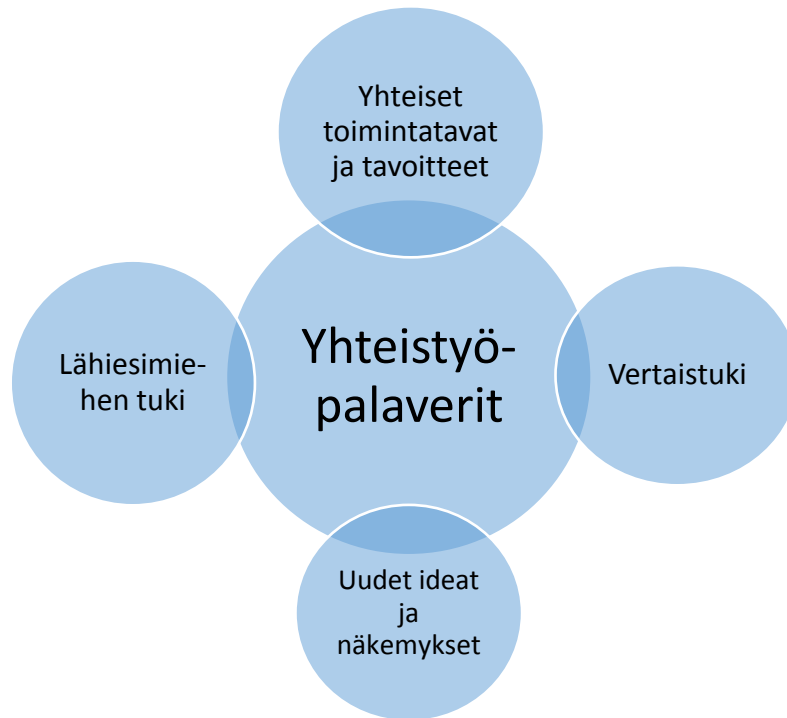 Yhteiset
toimintatavat
ja tavoitteet
Lähiesimie-
hen tuki
Yhteistyö-
palaverit
Vertaistuki
Uudet ideat
ja
näkemykset